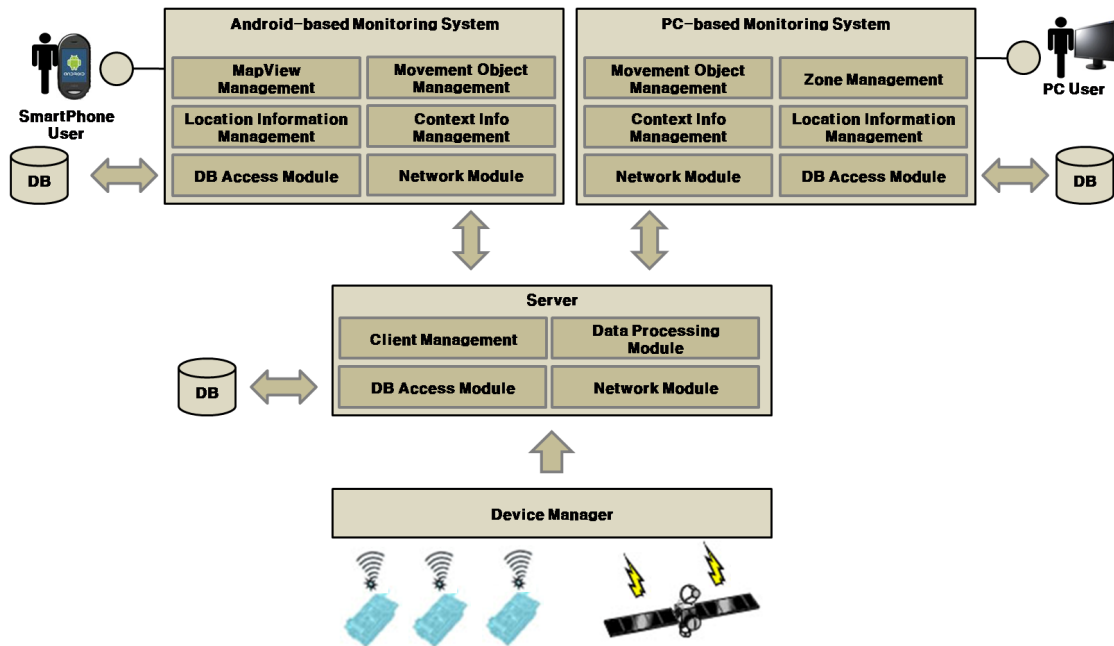 Android-based Monitoring System
PC-based Monitoring System
ANDROID
SmartPhone
User
PC User
MapView
Management
Movement Object
Management
Location Information
Management
Context Info
Management
DB Access Module
Network Module
Movement Object
Management
Zone Management
Context Info
Management
Location Information
Management
Network Module
DB Access Module
DB
DB
Server
Client Management
Data Processing
Module
DB Access Module
Network Module
DB
Device Manager